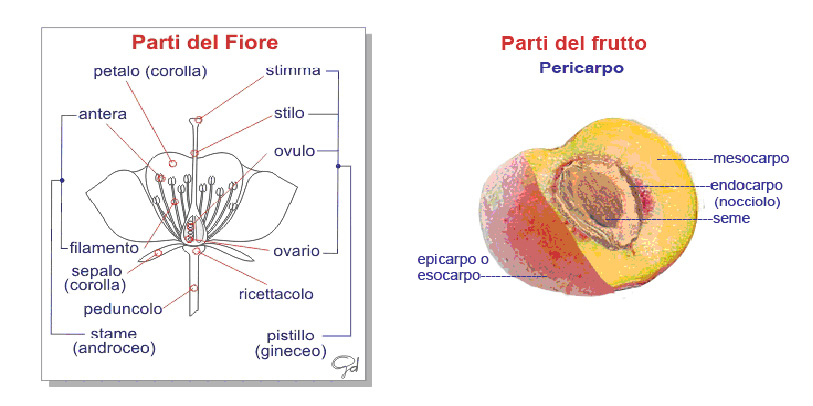 Parti del Fiore
petalo (corolla)
stimma
antera
stilo
ovulo
filamento
ovario
sepalo
(corolla)
ricettacolo
peduncolo
stame
(androceo)
pistillo
(gineceo)
Gd
Parti del frutto
Pericarpo
mesocarpo
endocarpo
(nocciolo)
seme
epicarpo o
esocarpo